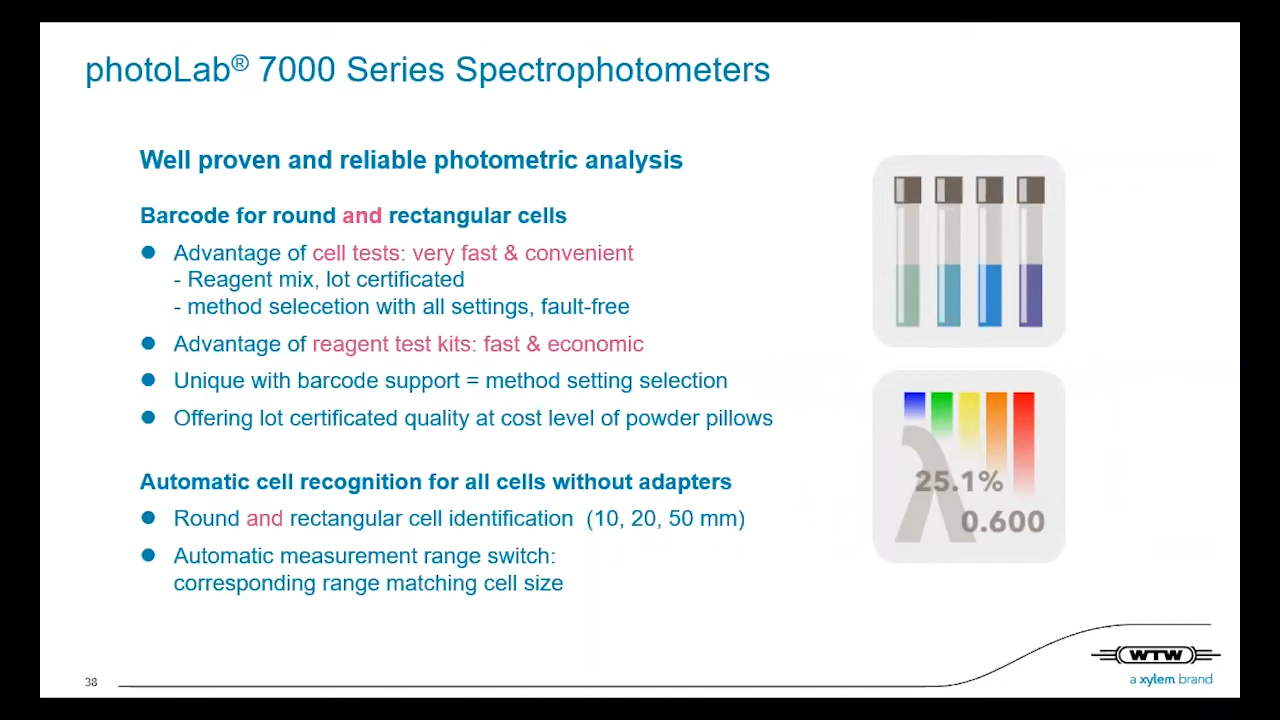 photoLab® 7000 Series Spectrophotometers
Well proven and reliable photometric analysis
Barcode for round and rectangular cells
● Advantage of cell tests: very fast & convenient
- Reagent mix, lot certificated
- method selecetion with all settings, fault-free
● Advantage of reagent test kits: fast & economic
● Unique with barcode support = method setting selection
● Offering lot certificated quality at cost level of powder pillows
Automatic cell recognition for all cells without adapters
● Round and rectangular cell identification (10, 20, 50 mm)
● Automatic measurement range switch:
corresponding range matching cell size
λ
25.1%
0.600
38
WTW
a xylem brand